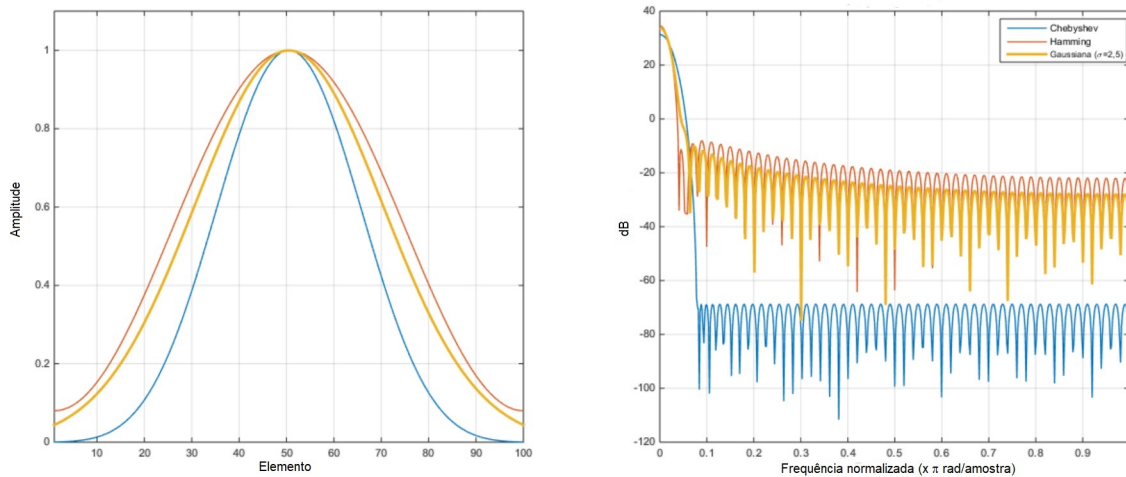 Amplitude
1
0.8
0.6
0.4
0.2
0
10 20 30 40 50 60 70 80 90 100
Elemento
dB
40
20
0
-20
-40
-60
-80
-100
-120
0 0.1 0.2 0.3 0.4 0.5 0.6 0.7 0.8 0.9
Frequência normalizada (x π rad/amostra)
Chebyshev
Hamming
Gaussiana (σ=2,5)